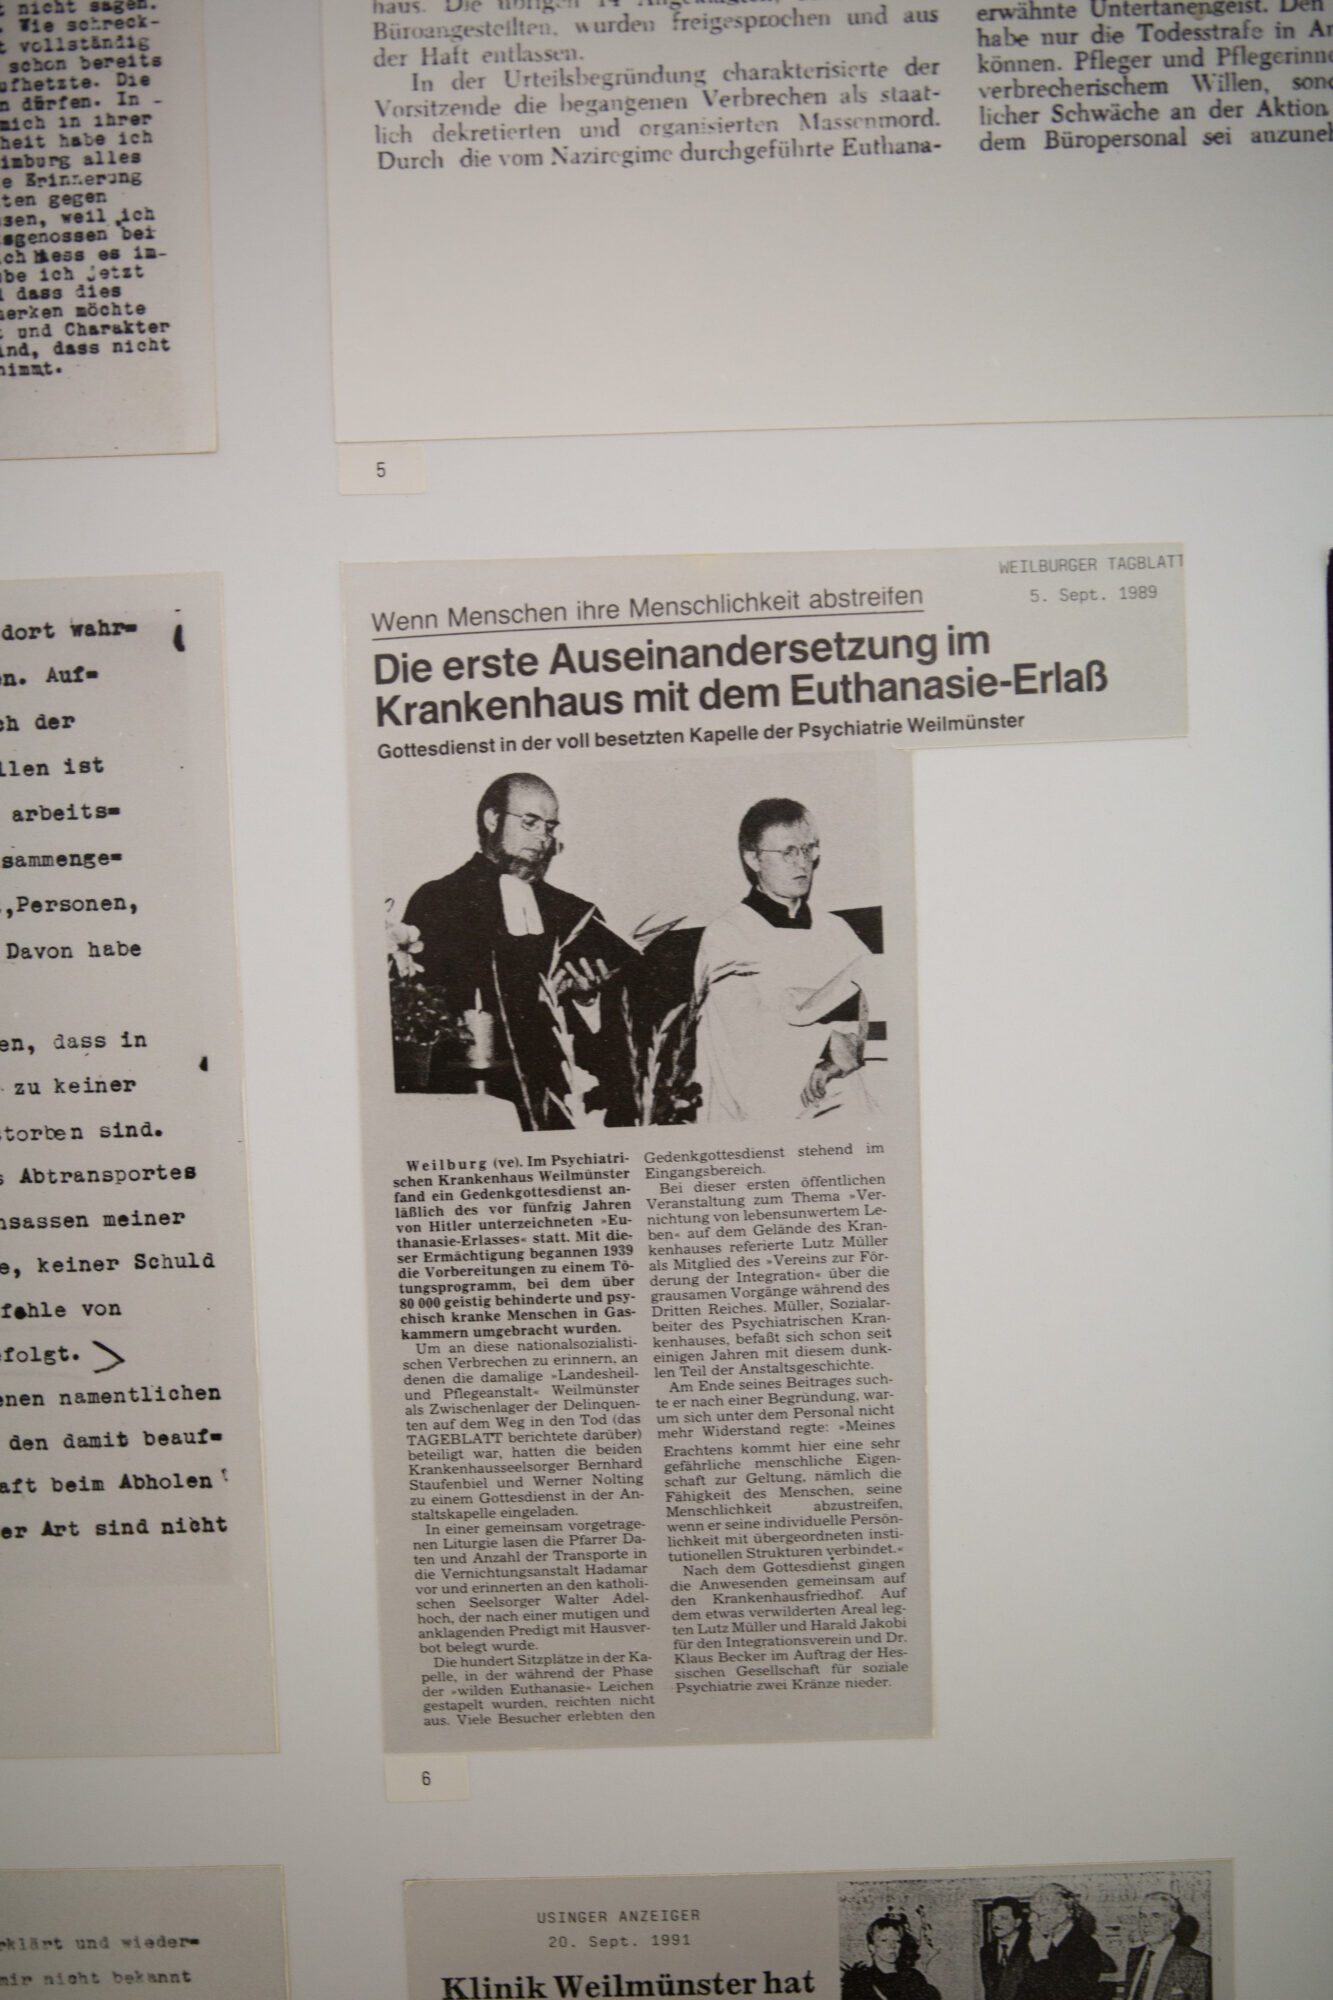 nicht sagen.
Wie schreck-
vollständig
schon bereits
ufhetzte. Die
n dürfen. In -
mich in ihrer
heit habe ich
imburg alles
e Erinnerung
ten gegen
sen, weil ich
sgenossen bei
ch Hess es im-
be ich jetzt
dass dies
merken möchte
und Charakter
ind, dass nicht
nimmt.
haus. Die übrigen 14
Büroangestellten, wurden freigesprochen und aus
der Haft entlassen.
In der Urteilsbegründung charakterisierte der
Vorsitzende die begangenen Verbrechen als staat-
lich dekretierten und organisierten Massenmord.
Durch die vom Naziregime durchgeführte Euthana-
erwähnte Untertanengeist. Den
habe nur die Todesstrafe in
können. Pfleger und Pflegerinne
verbrecherischem Willen, sond
licher Schwäche an der Aktion
dem Büropersonal sei anzuneh
5
dort wahr=
n. Auf=
ch der
llen ist
arbeits=
sammenge=
,Personen,
Davon habe
en, dass in
zu keiner
torben sind.
s Abtransportes
nsassen meiner
e, keiner Schuld
fehle von
folgt.
enen namentlichen
den damit beauf=
aft beim Abholen
er Art sind nicht
WEILBURGER TAGBLATT
5. Sept. 1989
Wenn Menschen ihre Menschlichkeit abstreifen
Die erste Auseinandersetzung im
Krankenhaus mit dem Euthanasie-Erlaß
Gottesdienst in der voll besetzten Kapelle der Psychiatrie Weilmünster
Weilburg (ve). Im Psychiatri-
schen Krankenhaus Weilmünster
fand ein Gedenkgottesdienst an-
läßlich des vor fünfzig Jahren
von Hitler unterzeichneten »Eu-
thanasie-Erlasses« statt. Mit die-
ser Ermächtigung begannen 1939
die Vorbereitungen zu einem Tö-
tungsprogramm, bei dem über
80 000 geistig behinderte und psy-
chisch kranke Menschen in Gas-
kammern umgebracht wurden.
Um an diese nationalsozialisti-
schen Verbrechen zu erinnern, an
denen die damalige »Landesheil-
und Pflegeanstalt« Weilmünster
als Zwischenlager der Delinquen-
ten auf dem Weg in den Tod (das
TAGEBLATT berichtete darüber)
beteiligt war, hatten die beiden
Krankenhausseelsorger Bernhard
Staufenbiel und Werner Nolting
zu einem Gottesdienst in der An-
staltskapelle eingeladen.
In einer gemeinsam vorgetrage-
nen Liturgie lasen die Pfarrer Da-
ten und Anzahl der Transporte in
die Vernichtungsanstalt Hadamar
vor und erinnerten an den katholi-
schen Seelsorger Walter Adel-
hoch, der nach einer mutigen und
anklagenden Predigt mit Hausver-
bot belegt wurde.
Die hundert Sitzplätze in der Ka-
pelle, in der während der Phase
der »wilden Euthanasie« Leichen
gestapelt wurden, reichten nicht
aus. Viele Besucher erlebten den
Gedenkgottesdienst stehend im
Eingangsbereich.
Bei dieser ersten öffentlichen
Veranstaltung zum Thema »Ver-
nichtung von lebensunwertem Le-
ben« auf dem Gelände des Kran-
kenhauses referierte Lutz Müller
als Mitglied des »Vereins zur För-
derung der Integration« über die
grausamen Vorgänge während des
Dritten Reiches. Müller, Sozialar-
beiter des Psychiatrischen Kran-
kenhauses, befaßt sich schon seit
einigen Jahren mit diesem dunk-
len Teil der Anstaltsgeschichte.
Am Ende seines Beitrages such-
te er nach einer Begründung, war-
um sich unter dem Personal nicht
mehr Widerstand regte: »Meines
Erachtens kommt hier eine sehr
gefährliche menschliche Eigen-
schaft zur Geltung, nämlich die
Fähigkeit des Menschen, seine
Menschlichkeit abzustreifen,
wenn er seine individuelle Persön-
lichkeit mit übergeordneten insti-
tutionellen Strukturen verbindet.«
Nach dem Gottesdienst gingen
die Anwesenden gemeinsam auf
den Krankenhausfriedhof. Auf
dem etwas verwilderten Areal leg-
ten Lutz Müller und Harald Jakobi
für den Integrationsverein und Dr.
Klaus Becker im Auftrag der Hes-
sischen Gesellschaft für soziale
Psychiatrie zwei Kränze nieder.
6
rklärt und wieder=
mir nicht bekannt
USINGER ANZEIGER
20. Sept. 1991
Klinik Weilmünster hat